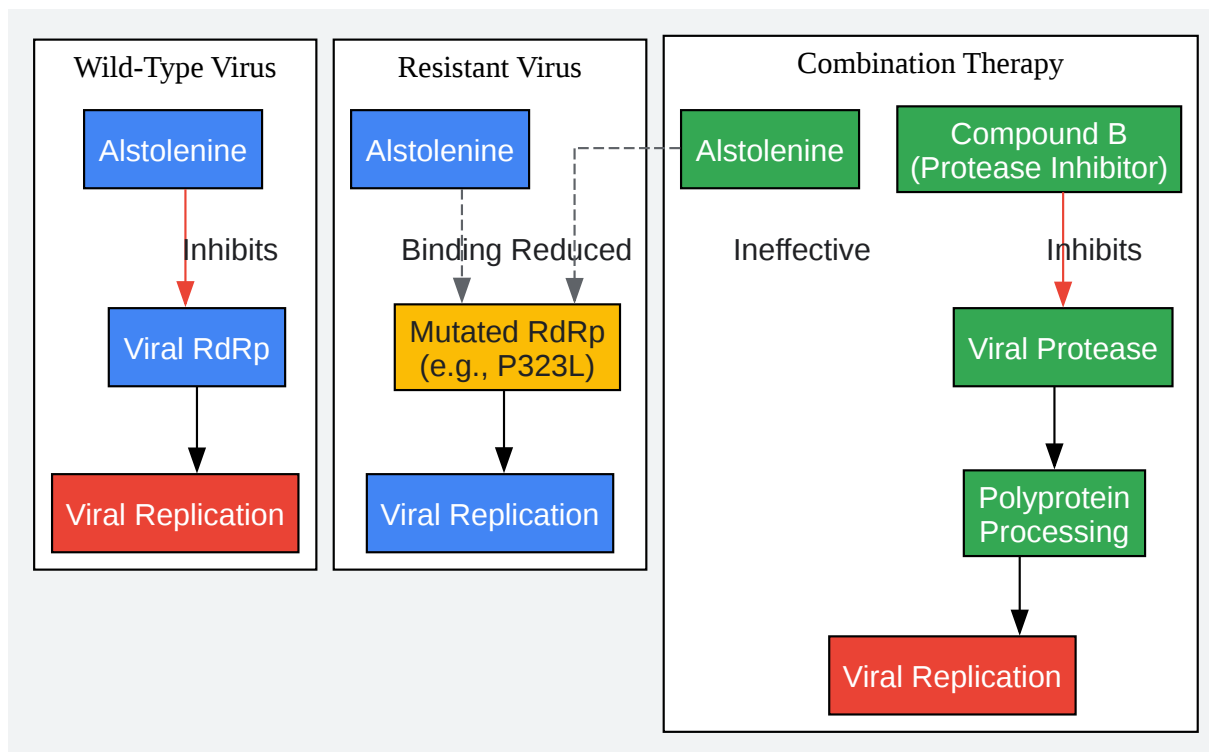 Wild-Type Virus
Alstolenine
Inhibits
Viral RdRp
Viral Replication
Resistant Virus
Alstolenine
Binding Reduced
Mutated RdRp
(e.g., P323L)
Viral Replication
Combination Therapy
Alstolenine
Compound B
(Protease Inhibitor)
Ineffective
Inhibits
Viral Protease
Polyprotein
Processing
Viral Replication